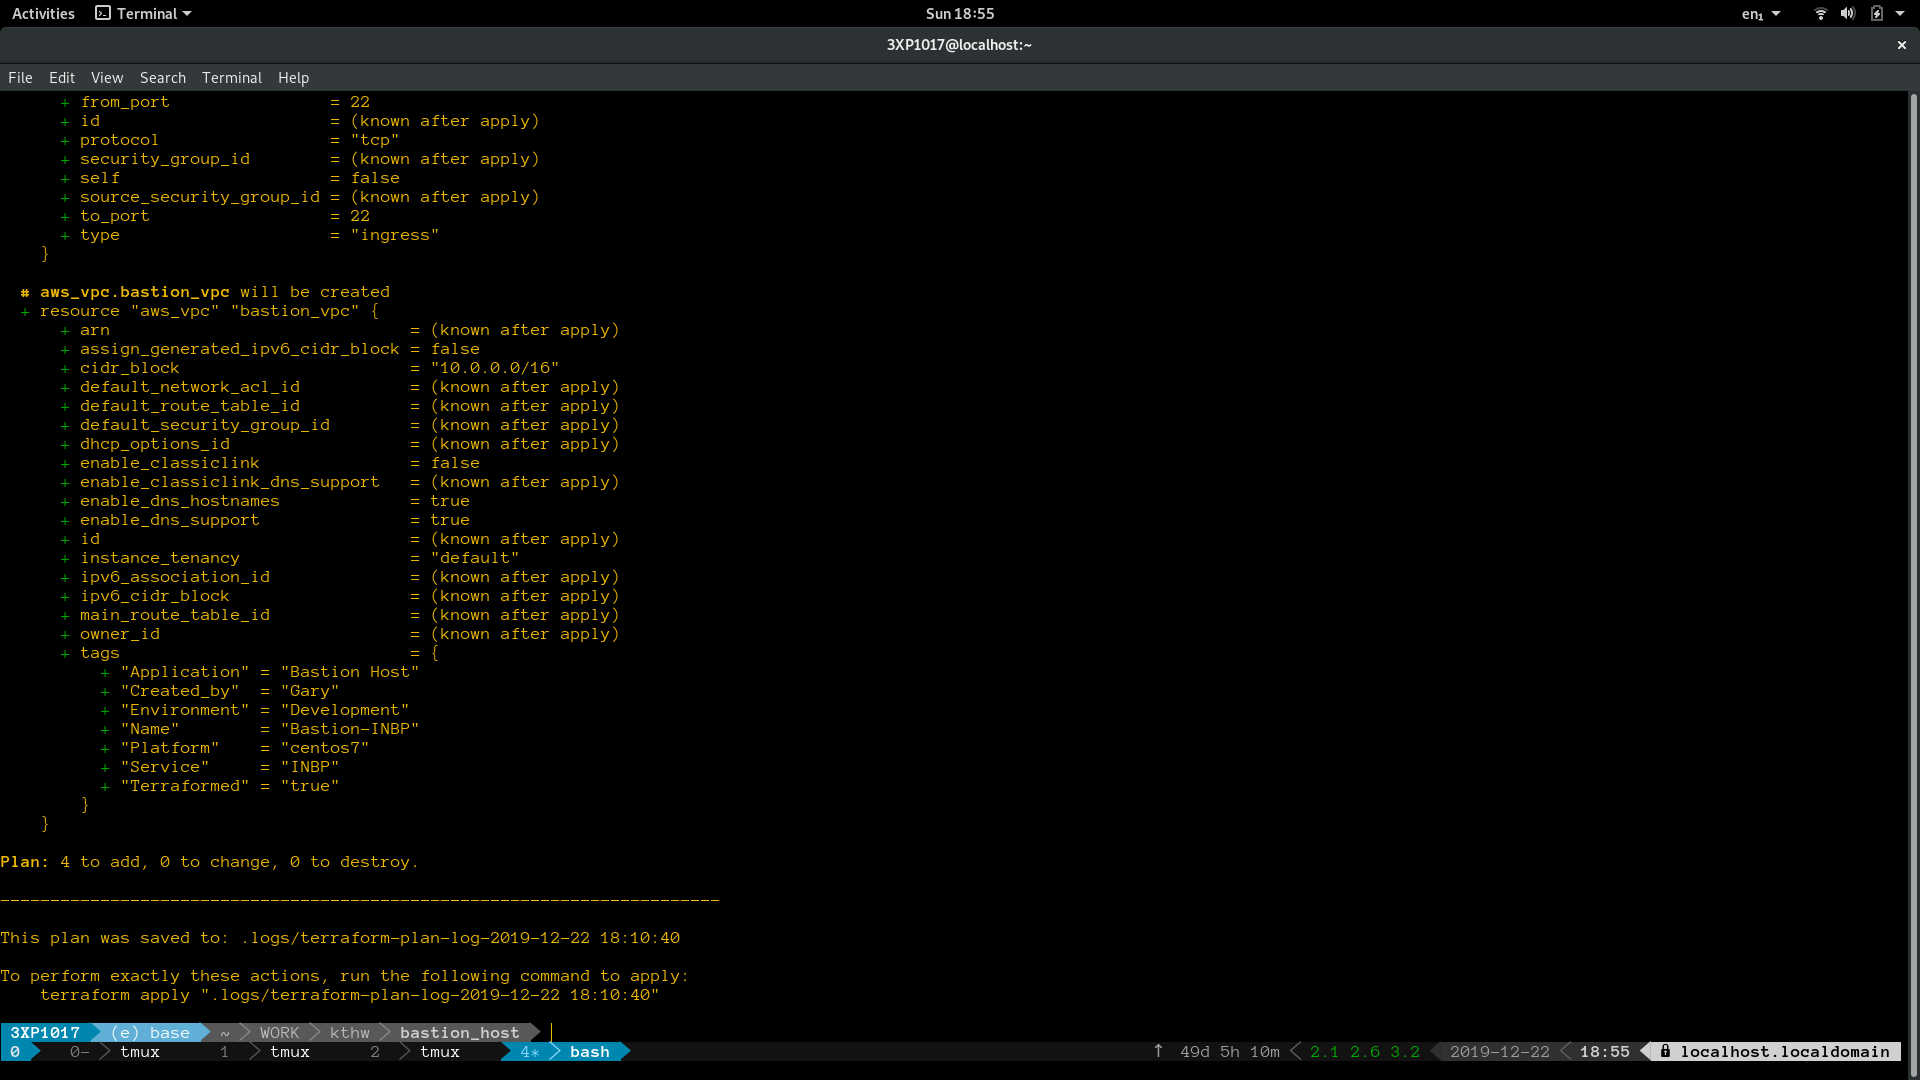 Activities Terminal Sun 18:55 en₁
3XP1017@localhost:~ ×
File Edit View Search Terminal Help
+ from_port = 22
+ id = (known after apply)
+ protocol = "tcp"
+ security_group_id = (known after apply)
+ self = false
+ source_security_group_id = (known after apply)
+ to_port = 22
+ type = "ingress"
}
# aws_vpc.bastion_vpc will be created
+ resource "aws_vpc" "bastion_vpc" {
+ arn = (known after apply)
+ assign_generated_ipv6_cidr_block = false
+ cidr_block = "10.0.0.0/16"
+ default_network_acl_id = (known after apply)
+ default_route_table_id = (known after apply)
+ default_security_group_id = (known after apply)
+ dhcp_options_id = (known after apply)
+ enable_classiclink = false
+ enable_classiclink_dns_support = (known after apply)
+ enable_dns_hostnames = true
+ enable_dns_support = true
+ id = (known after apply)
+ instance_tenancy = "default"
+ ipv6_association_id = (known after apply)
+ ipv6_cidr_block = (known after apply)
+ main_route_table_id = (known after apply)
+ owner_id = (known after apply)
+ tags = {
+ "Application" = "Bastion Host"
+ "Created_by" = "Gary"
+ "Environment" = "Development"
+ "Name" = "Bastion-INBP"
+ "Platform" = "centos7"
+ "Service" = "INBP"
+ "Terraformed" = "true"
}
}
Plan: 4 to add, 0 to change, 0 to destroy.
------------------------------------------------------------------------
This plan was saved to: .logs/terraform-plan-log-2019-12-22 18:10:40
To perform exactly these actions, run the following command to apply:
terraform apply ".logs/terraform-plan-log-2019-12-22 18:10:40"
3XP1017 (e) base ~ WORK kthw bastion_host
0 0- tmux 1 tmux 2 tmux 4* bash ↑ 49d 5h 10m 2.1 2.6 3.2 2019-12-22 18:55 localhost.localdomain